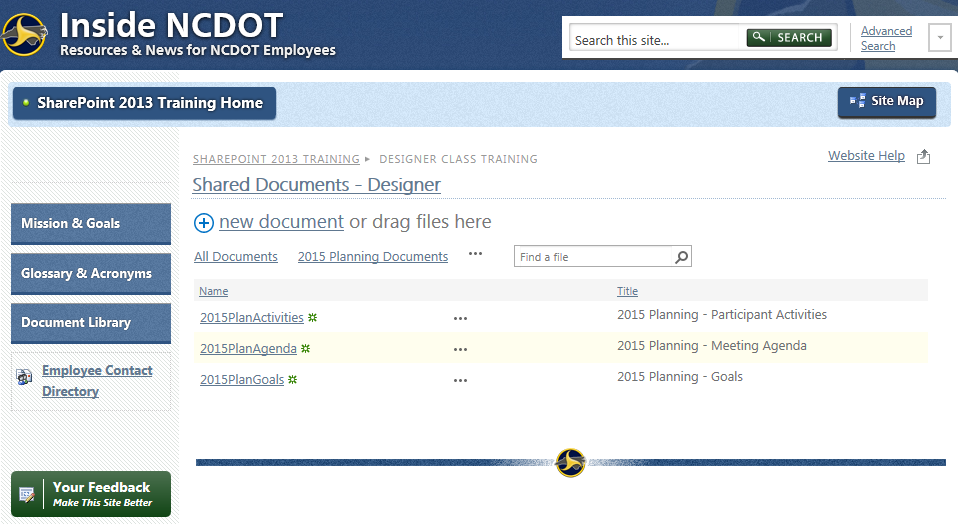 Inside NCDOT
Resources & News for NCDOT Employees
Search this site...
SEARCH
Advanced
Search
SharePoint 2013 Training Home
Site Map
SHAREPOINT 2013 TRAINING ▸ DESIGNER CLASS TRAINING
Website Help
Shared Documents - Designer
new document or drag files here
All Documents 2015 Planning Documents ... Find a file
Name Title
2015PlanActivities ... 2015 Planning - Participant Activities
2015PlanAgenda ... 2015 Planning - Meeting Agenda
2015PlanGoals ... 2015 Planning - Goals
Mission & Goals
Glossary & Acronyms
Document Library
Employee Contact
Directory
Your Feedback
Make This Site Better